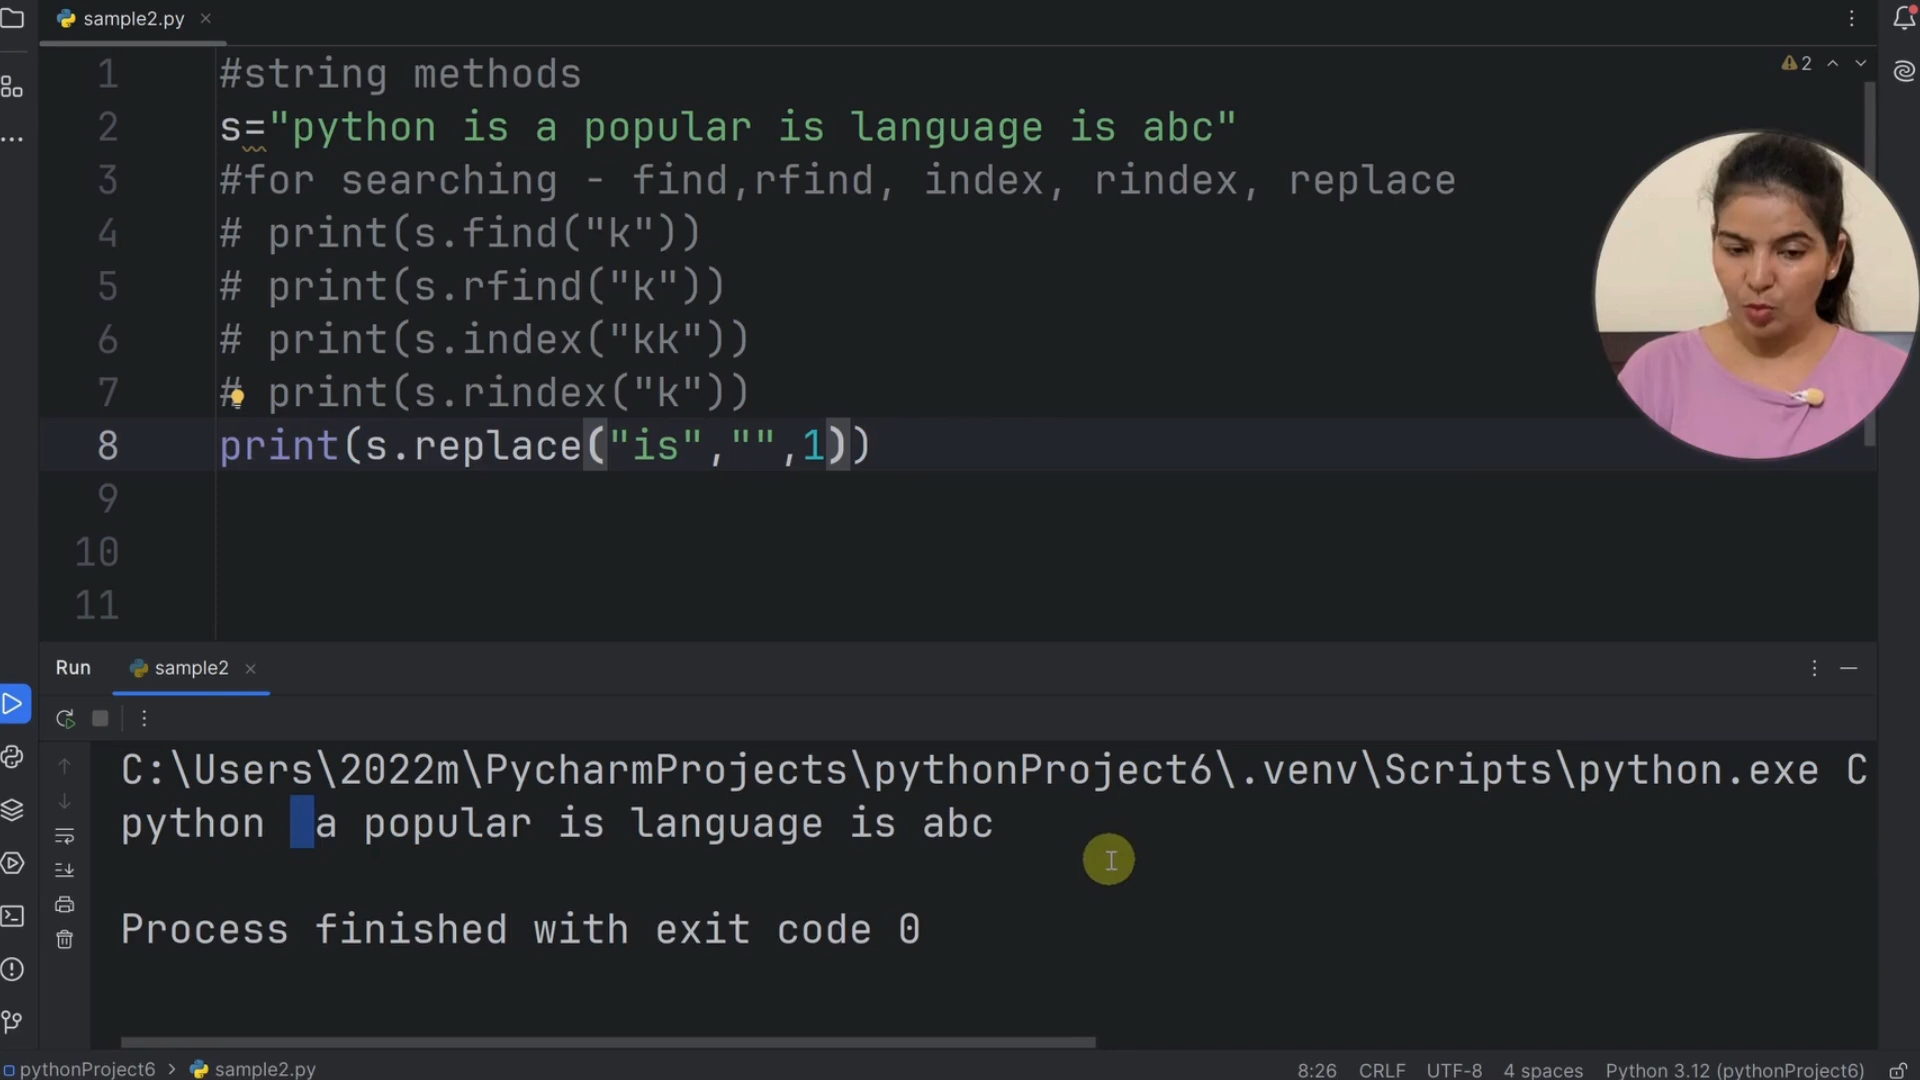 sample2.py
2
1 #string methods
2 s="python is a popular is language is abc"
3 #for searching - find,rfind, index, rindex, replace
4 # print(s.find("k"))
5 # print(s.rfind("k"))
6 # print(s.index("kk"))
7 # print(s.rindex("k"))
8 print(s.replace("is","",1))
9
10
11
Run sample2
C:\Users\2022m\PycharmProjects\pythonProject6\.venv\Scripts\python.exe C
python  a popular is language is abc
Process finished with exit code 0
pythonProject6 > sample2.py 8:26 CRLF UTF-8 4 spaces Python 3.12 (pythonProject6)